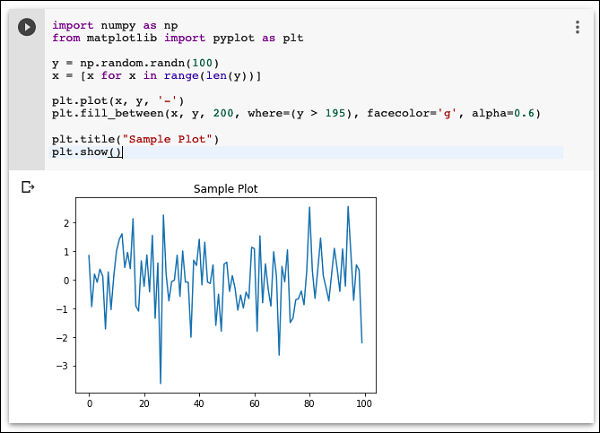 import numpy as np
from matplotlib import pyplot as plt
y = np.random.randn(100)
x = [x for x in range(len(y))]
plt.plot(x, y, '-')
plt.fill_between(x, y, 200, where=(y > 195), facecolor='g', alpha=0.6)
plt.title("Sample Plot")
plt.show()
Sample Plot
2
1
0
−1
−2
−3
0 20 40 60 80 100